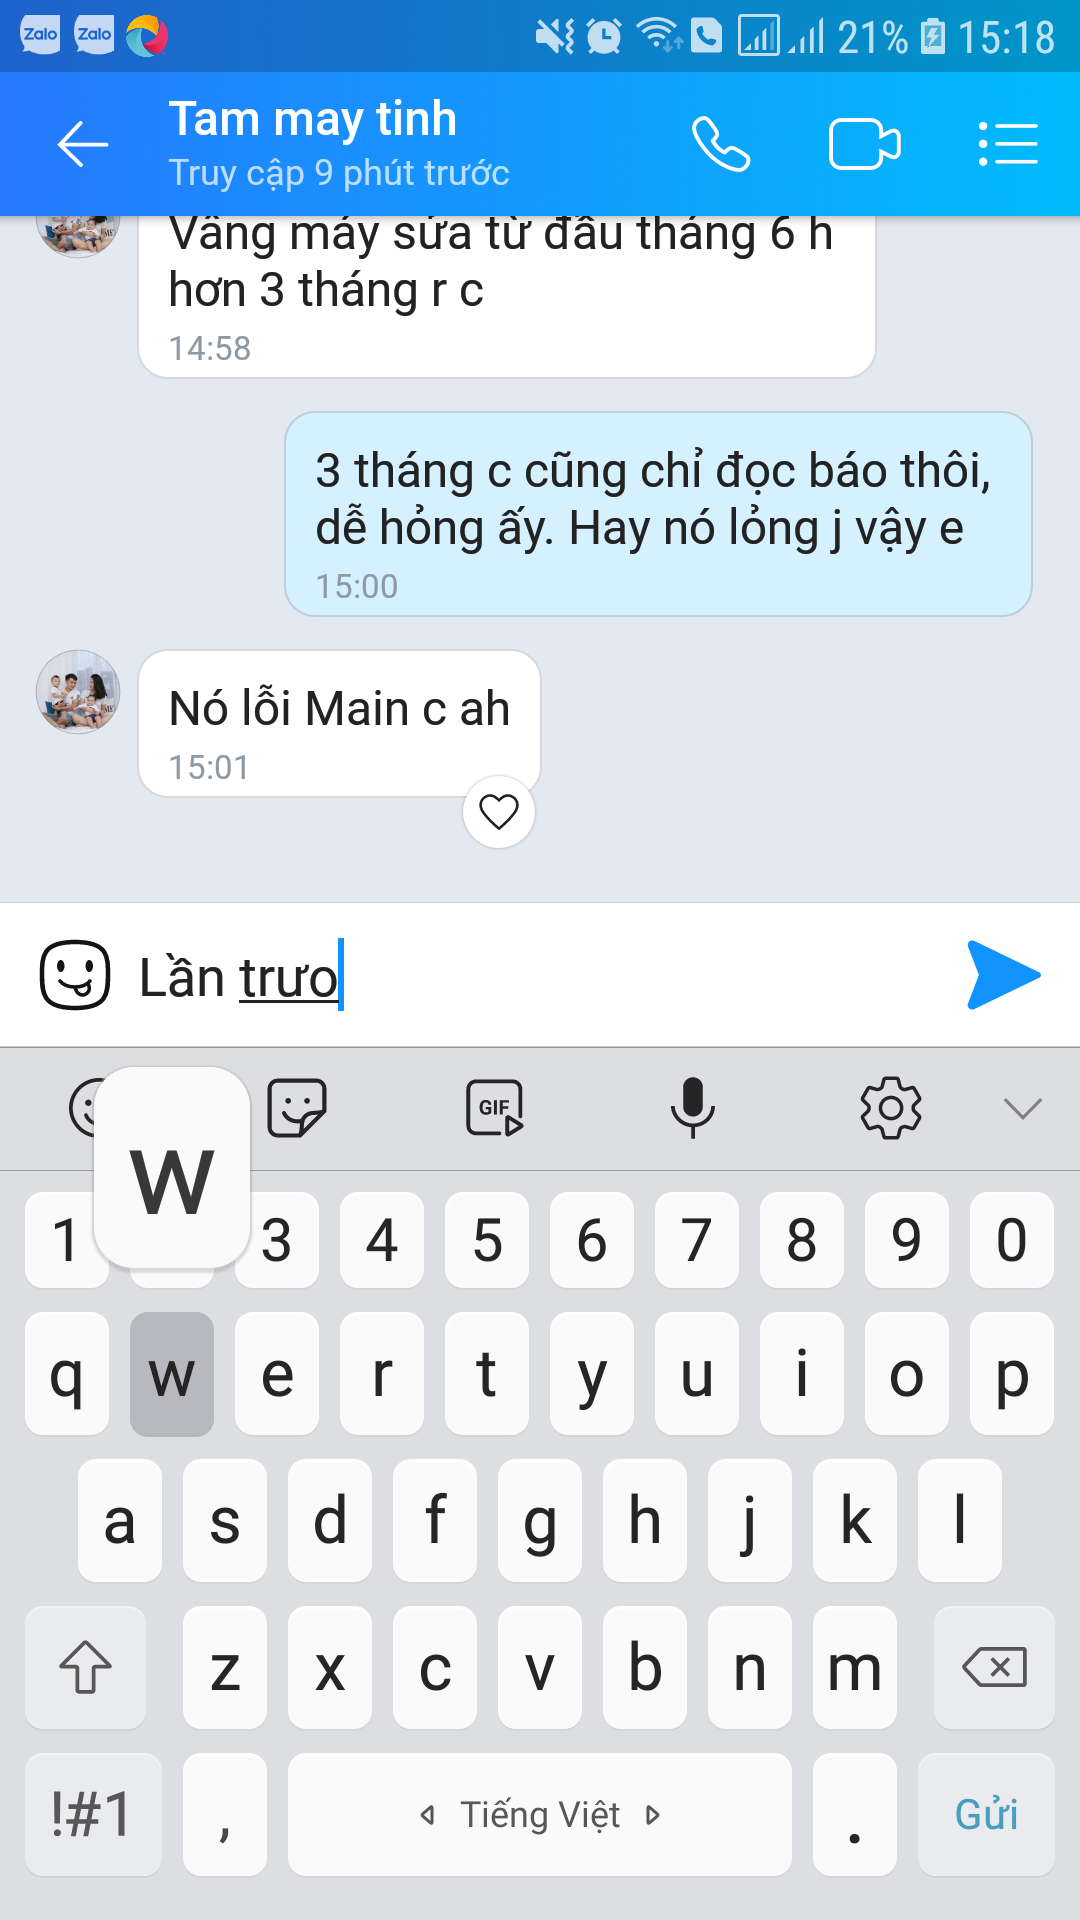 Zalo Zalo 21% 15:18
Tam may tinh
Truy cập 9 phút trước
Vâng máy sửa từ đầu tháng 6 h
hơn 3 tháng r c
14:58
3 tháng c cũng chỉ đọc báo thôi,
dễ hỏng ấy. Hay nó lỏng j vậy e
15:00
Nó lỗi Main c ah
15:01
Lần trưo
GIF
w
1 3 4 5 6 7 8 9 0
q w e r t y u i o p
a s d f g h j k l
z x c v b n m
!#1 , Tiếng Việt . Gửi